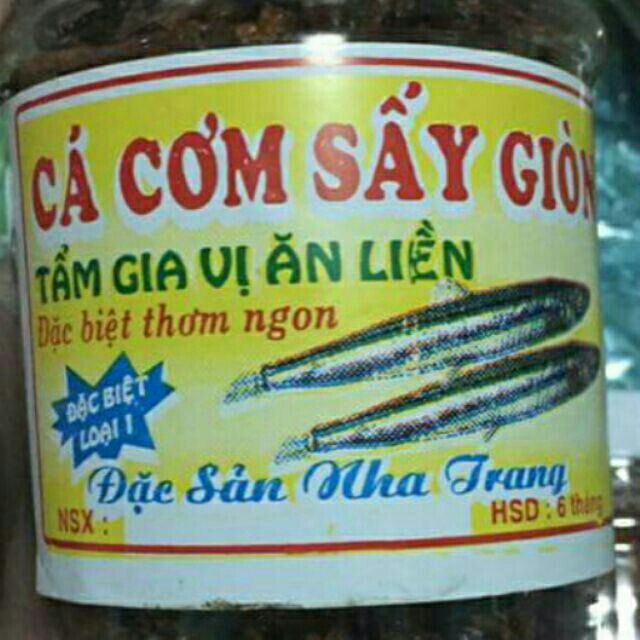 CÁ CƠM SẤY GIÒN
TẨM GIA VỊ ĂN LIỀN
Đặc biệt thơm ngon
ĐẶC BIỆT
LOẠI 1
Đặc Sản Nha Trang
NSX :
HSD : 6 tháng